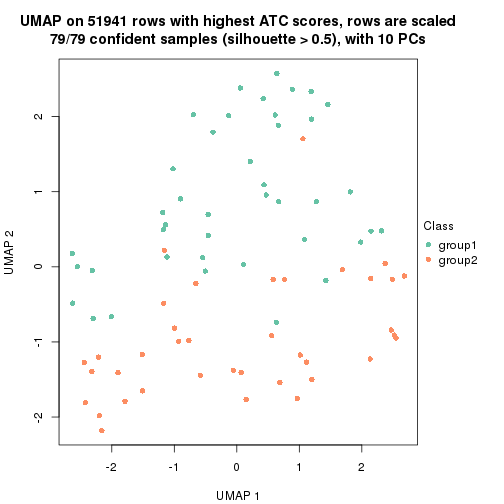 UMAP on 51941 rows with highest ATC scores, rows are scaled
79/79 confident samples (silhouette > 0.5), with 10 PCs
2
1
0
-1
-2
UMAP 2
-2
-1
0
1
2
UMAP 1
Class
group1
group2